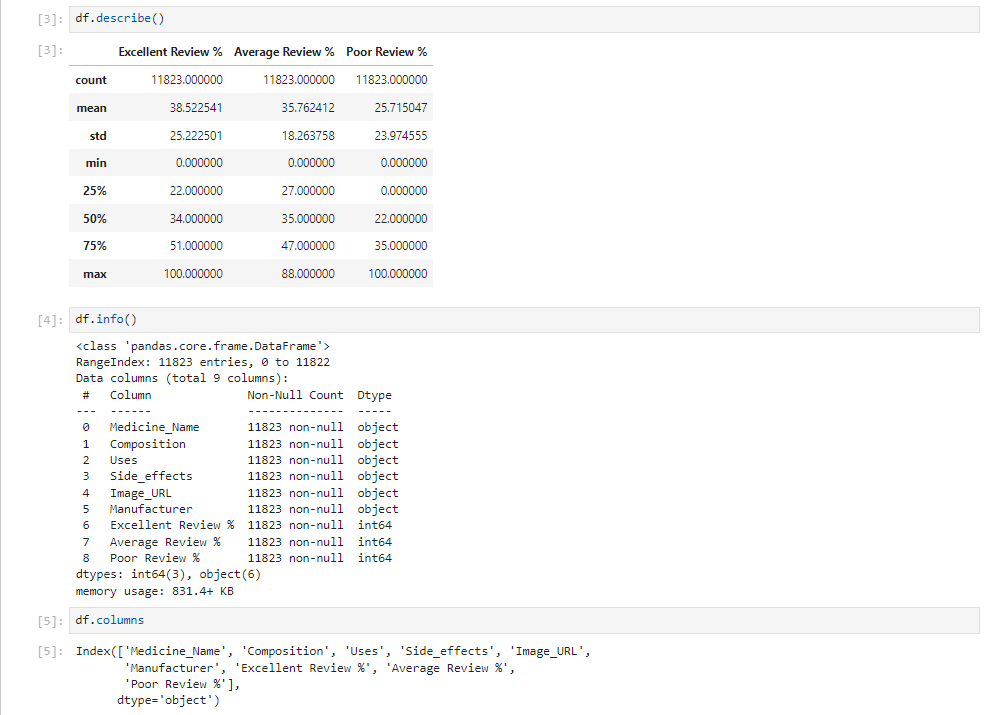 [3]: df.describe()
[3]: Excellent Review % Average Review % Poor Review %
count 11823.000000 11823.000000 11823.000000
mean 38.522541 35.762412 25.715047
std 25.222501 18.263758 23.974555
min 0.000000 0.000000 0.000000
25% 22.000000 27.000000 0.000000
50% 34.000000 35.000000 22.000000
75% 51.000000 47.000000 35.000000
max 100.000000 88.000000 100.000000
[4]: df.info()
<class 'pandas.core.frame.DataFrame'>
RangeIndex: 11823 entries, 0 to 11822
Data columns (total 9 columns):
# Column Non-Null Count Dtype
--- ------ -------------- -----
0 Medicine_Name 11823 non-null object
1 Composition 11823 non-null object
2 Uses 11823 non-null object
3 Side_effects 11823 non-null object
4 Image_URL 11823 non-null object
5 Manufacturer 11823 non-null object
6 Excellent Review % 11823 non-null int64
7 Average Review % 11823 non-null int64
8 Poor Review % 11823 non-null int64
dtypes: int64(3), object(6)
memory usage: 831.4+ KB
[5]: df.columns
[5]: Index(['Medicine_Name', 'Composition', 'Uses', 'Side_effects', 'Image_URL',
'Manufacturer', 'Excellent Review %', 'Average Review %',
'Poor Review %'],
dtype='object')